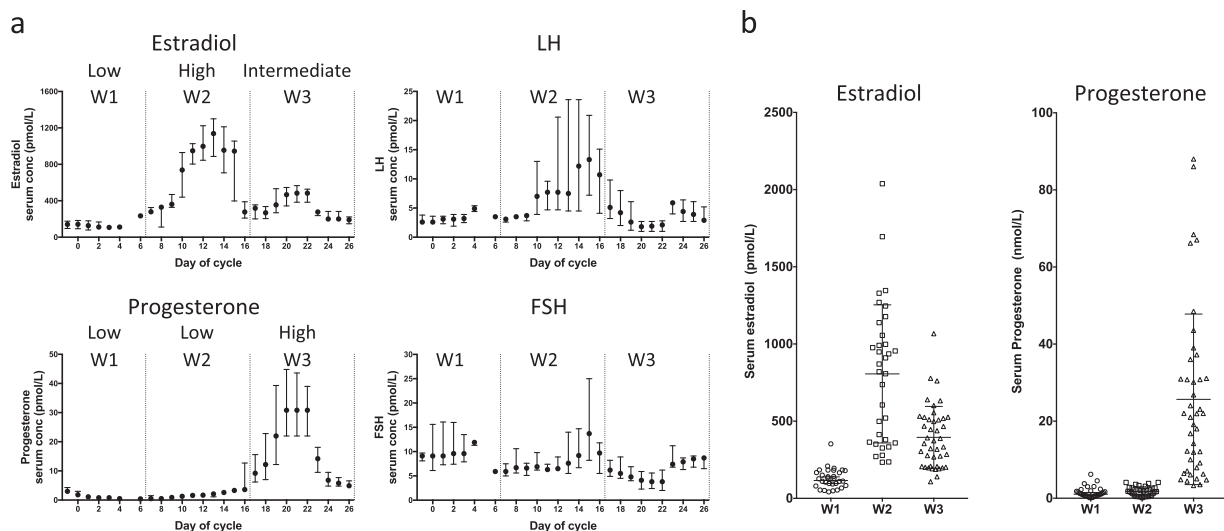 a
Estradiol
Low High Intermediate
W1 W2 W3
1600
1200
800
400
0
Estradiol
serum conc (pmol/L)
0 2 4 6 8 10 12 14 16 18 20 22 24 26
Day of cycle
LH
W1 W2 W3
25
20
15
10
5
0
LH
serum conc (pmol/L)
0 2 4 6 8 10 12 14 16 18 20 22 24 26
Day of cycle
Progesterone
Low Low High
W1 W2 W3
50
40
30
20
10
0
Progesterone
serum conc (pmol/L)
0 2 4 6 8 10 12 14 16 18 20 22 24 26
Day of cycle
FSH
W1 W2 W3
30
25
20
15
10
5
0
FSH
serum conc (pmol/L)
0 2 4 6 8 10 12 14 16 18 20 22 24 26
Day of cycle
b
Estradiol
2500
2000
1500
1000
500
0
Serum estradiol (pmol/L)
W1 W2 W3
Progesterone
100
80
60
40
20
0
Serum Progesterone (nmol/L)
W1 W2 W3